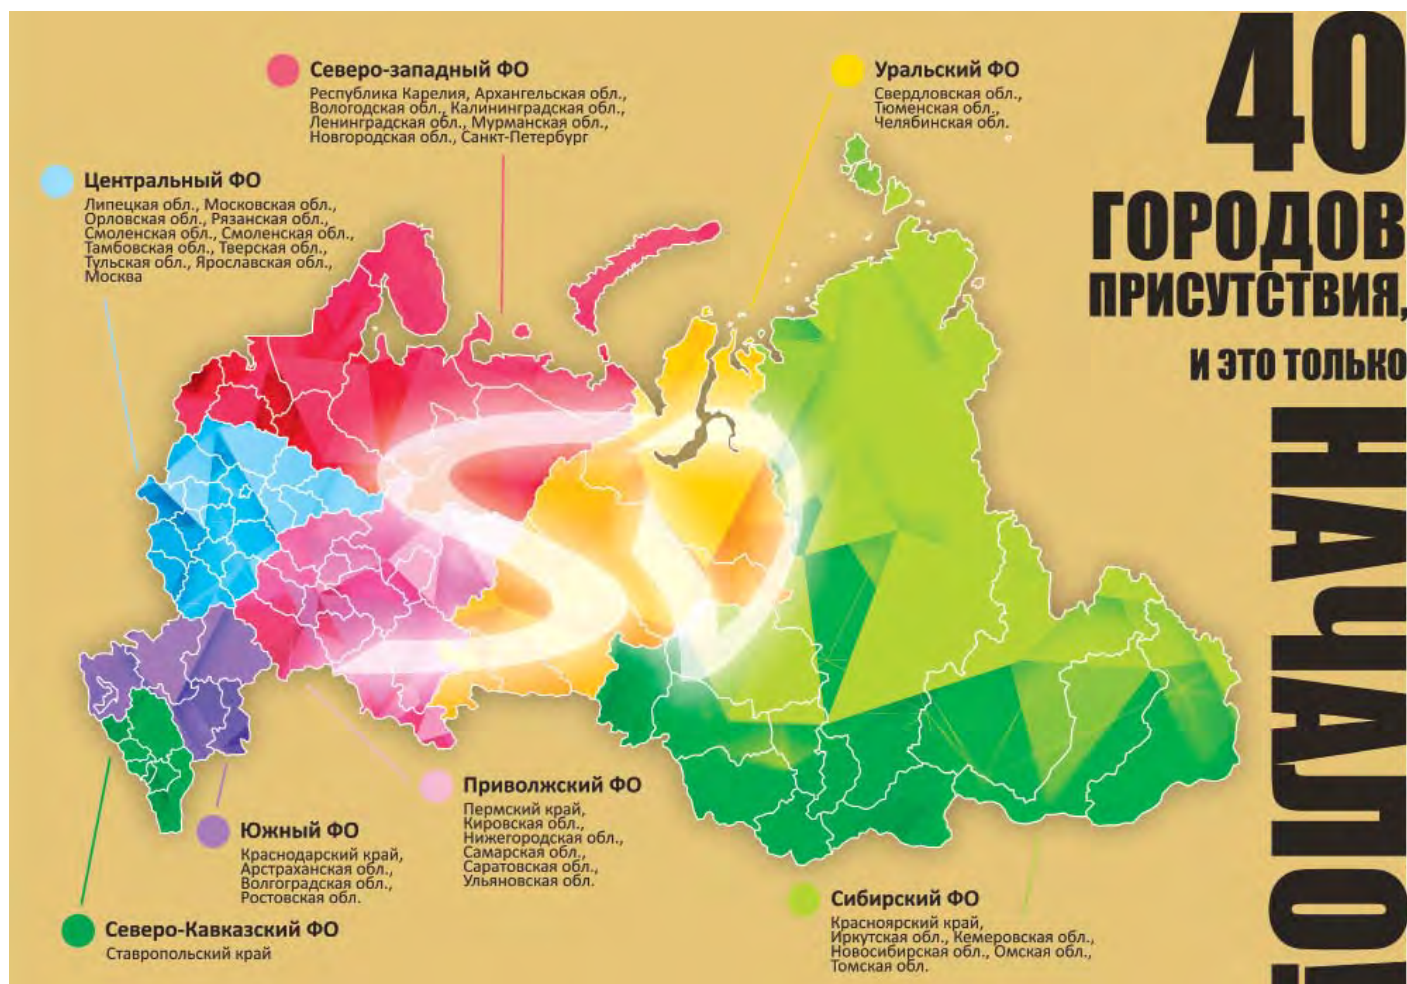 Северо-западный ФО
Республика Карелия, Архангельская обл.,
Вологодская обл., Калининградская обл.,
Ленинградская обл., Мурманская обл.,
Новгородская обл., Санкт-Петербург
Уральский ФО
Свердловская обл.,
Тюменская обл.,
Челябинская обл.
40
ГОРОДОВ
ПРИСУТСТВИЯ,
И ЭТО ТОЛЬКО
НАЧАЛО!
Центральный ФО
Липецкая обл., Московская обл.,
Орловская обл., Рязанская обл.,
Смоленская обл., Смоленская обл.,
Тамбовская обл., Тверская обл.,
Тульская обл., Ярославская обл.,
Москва
Приволжский ФО
Пермский край,
Кировская обл.,
Нижегородская обл.,
Самарская обл.,
Саратовская обл.,
Ульяновская обл.
Южный ФО
Краснодарский край,
Арстраханская обл.,
Волгоградская обл.,
Ростовская обл.
Северо-Кавказский ФО
Ставропольский край
Сибирский ФО
Красноярский край,
Иркутская обл., Кемеровская обл.,
Новосибирская обл., Омская обл.,
Томская обл.